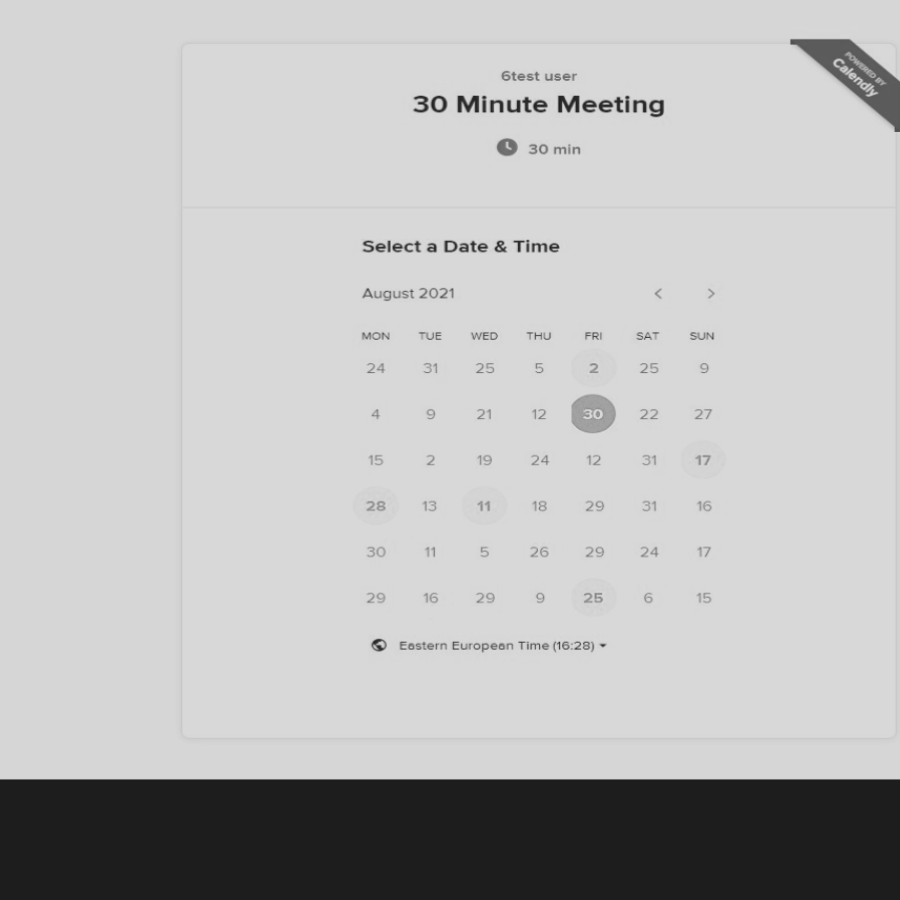 POWERED BY
Calendly
6test user
30 Minute Meeting
30 min
Select a Date & Time
August 2021
MON TUE WED THU FRI SAT SUN
24 31 25 5 2 25 9
4 9 21 12 30 22 27
15 2 19 24 12 31 17
28 13 11 18 29 31 16
30 11 5 26 29 24 17
29 16 29 9 25 6 15
Eastern European Time (16:28)